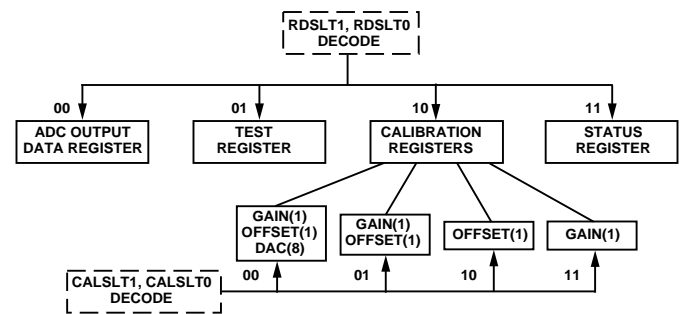 RDSLT1, RDSLT0
DECODE
00
01
10
11
ADC OUTPUT
DATA REGISTER
TEST
REGISTER
CALIBRATION
REGISTERS
STATUS
REGISTER
GAIN(1)
OFFSET(1)
DAC(8)
GAIN(1)
OFFSET(1)
OFFSET(1)
GAIN(1)
CALSLT1, CALSLT0
DECODE
00
01
10
11